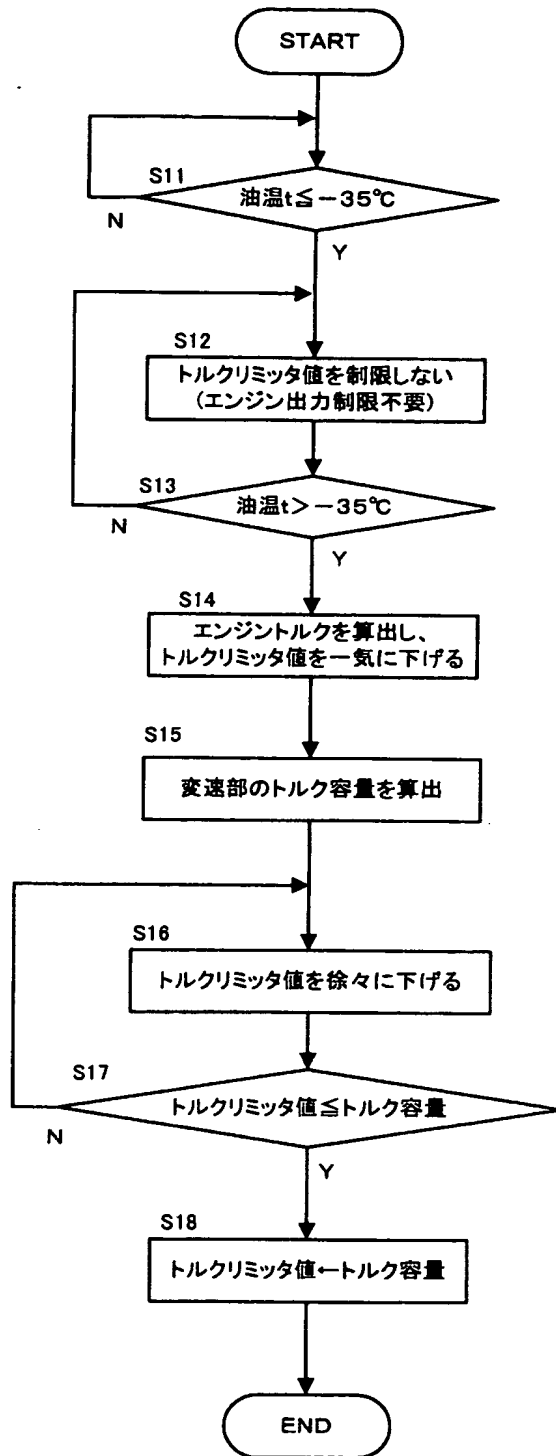 START
S11
油温t≦-35℃
N
Y
S12
トルクリミッタ値を制限しない
(エンジン出力制限不要)
S13
油温t>-35℃
N
Y
S14
エンジントルクを算出し、
トルクリミッタ値を一気に下げる
S15
変速部のトルク容量を算出
S16
トルクリミッタ値を徐々に下げる
S17
トルクリミッタ値≦トルク容量
N
Y
S18
トルクリミッタ値←トルク容量
END